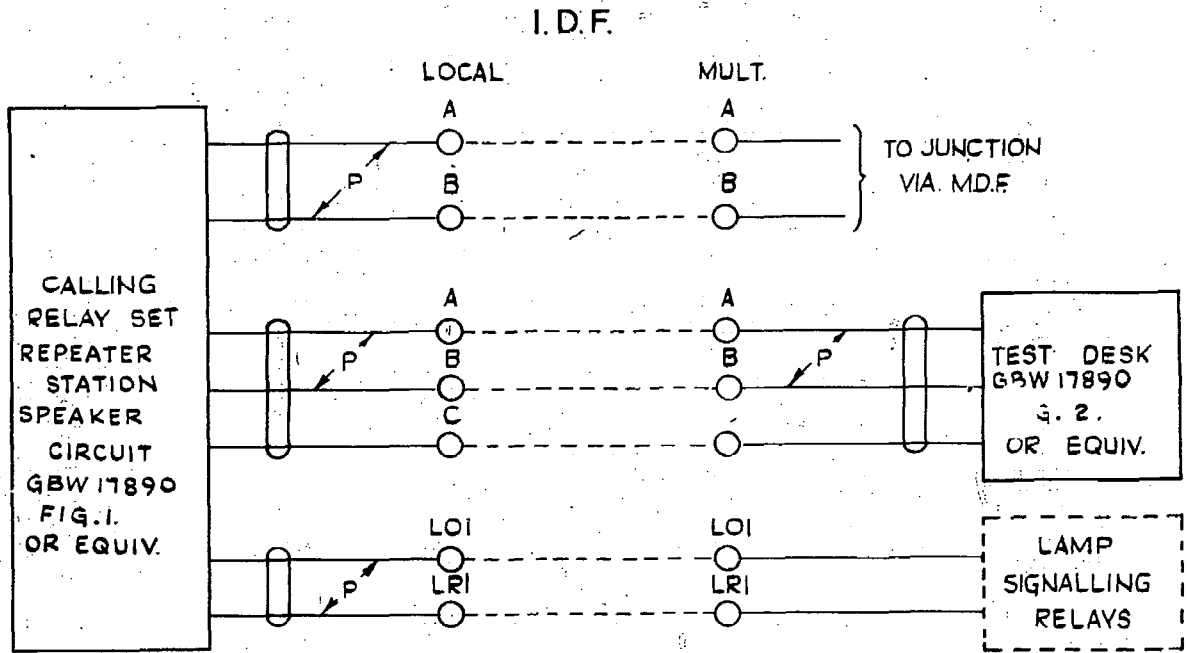 I.D.F.
LOCAL
MULT.
A
A
P
B
B
TO JUNCTION
VIA. M.D.F.
CALLING
RELAY SET
REPEATER
STATION
SPEAKER
CIRCUIT
GBW 17890
FIG.1.
OR EQUIV.
A
A
P
B
B
P
C
TEST DESK
GBW 17890
OR EQUIV.
LO1
LO1
P
LR1
LR1
LAMP
SIGNALLING
RELAYS